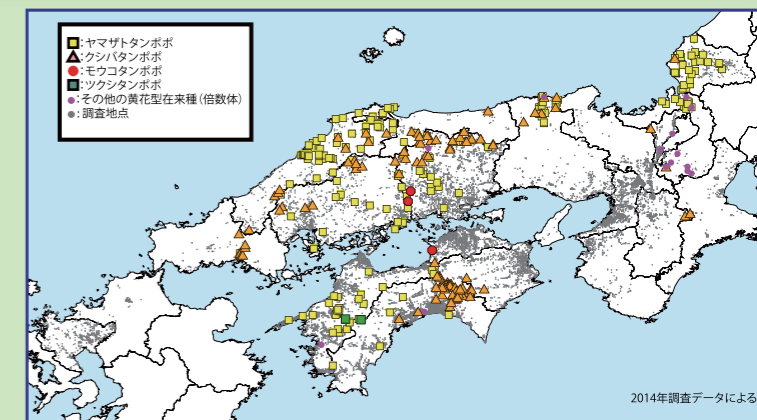 :ヤマザトタンポポ
:クシバタンポポ
:モウコタンポポ
:ツクシタンポポ
:その他の黄花型在来種(倍数体)
:調査地点
2014年調査データによる